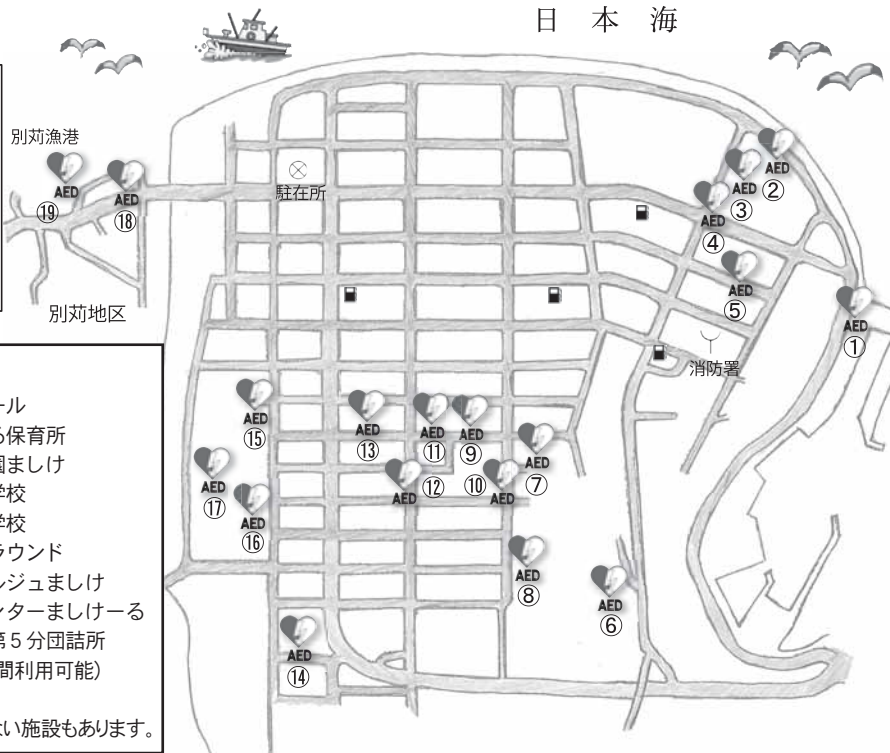 日本海
別苅漁港
AED
⑲
AED
⑱
駐在所
別苅地区
AED
②
AED
③
AED
④
AED
⑤
AED
①
消防署
AED
⑮
AED
⑬
AED
⑪
AED
⑨
AED
⑦
AED
⑰
AED
⑯
AED
⑫
⑩
AED
AED
⑧
AED
⑥
AED
⑭
ール
る保育所
園ましけ
学校
学校
ラウンド
ルジュましけ
ンターましけーる
第5分団詰所
間利用可能)
ない施設もあります。